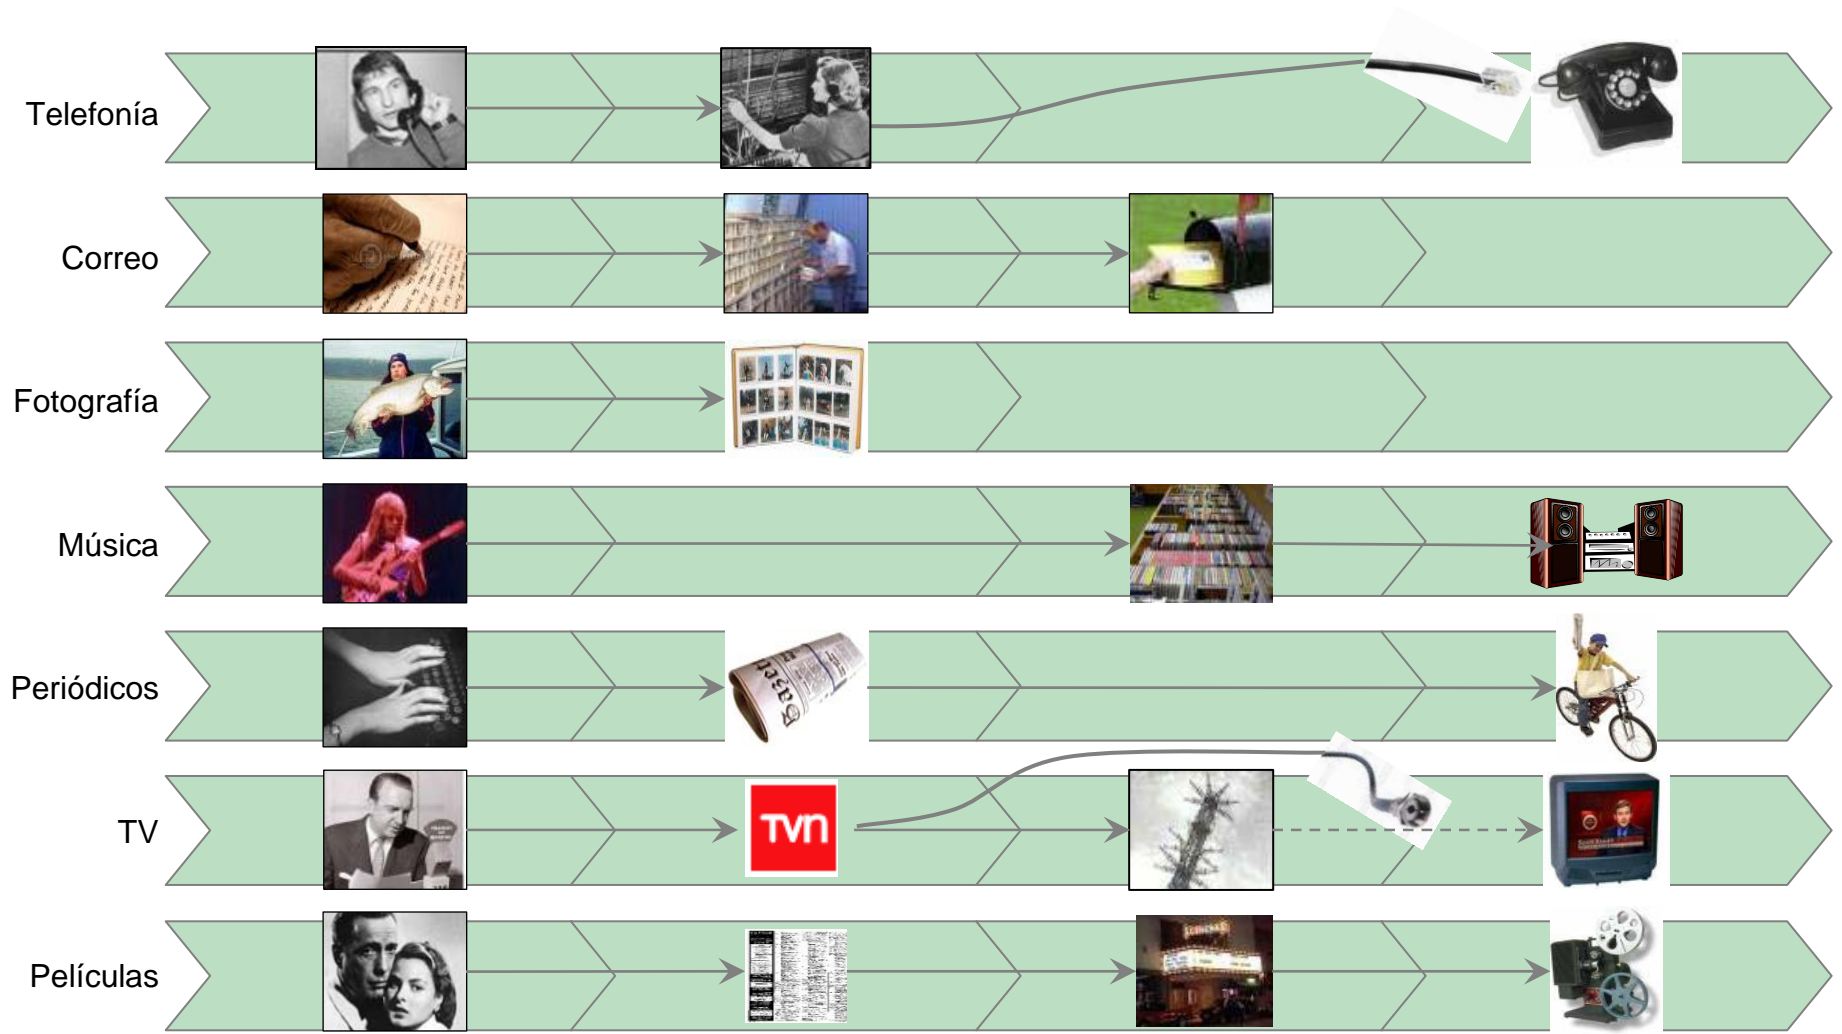 Telefonía
Correo
Fotografía
Música
Periódicos
TV
tvn
Películas